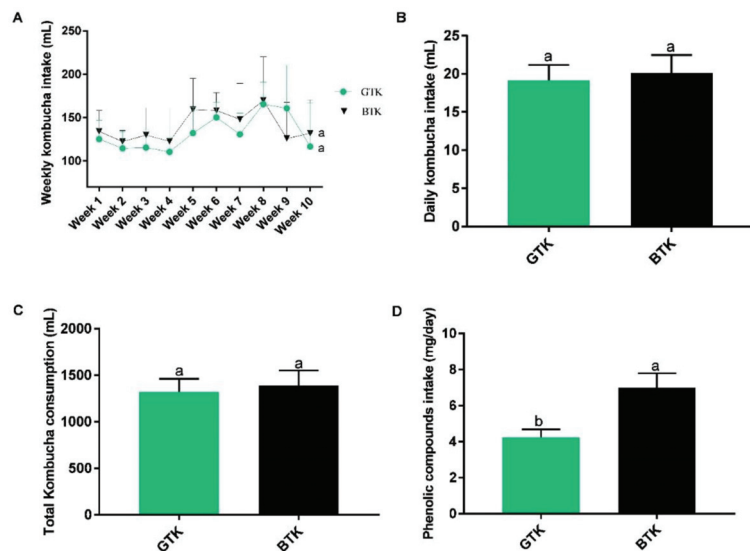 A
Weekly kombucha intake (mL)
250
200
150
100
GTK
BTK
a
a
Week 1
Week 2
Week 3
Week 4
Week 5
Week 6
Week 7
Week 8
Week 9
Week 10
B
Daily kombucha intake (mL)
25
20
15
10
5
0
a
a
GTK
BTK
C
Total Kombucha consumption (mL)
2000
1500
1000
500
0
a
a
GTK
BTK
D
Phenolic compounds intake (mg/day)
10
8
6
4
2
0
b
a
GTK
BTK